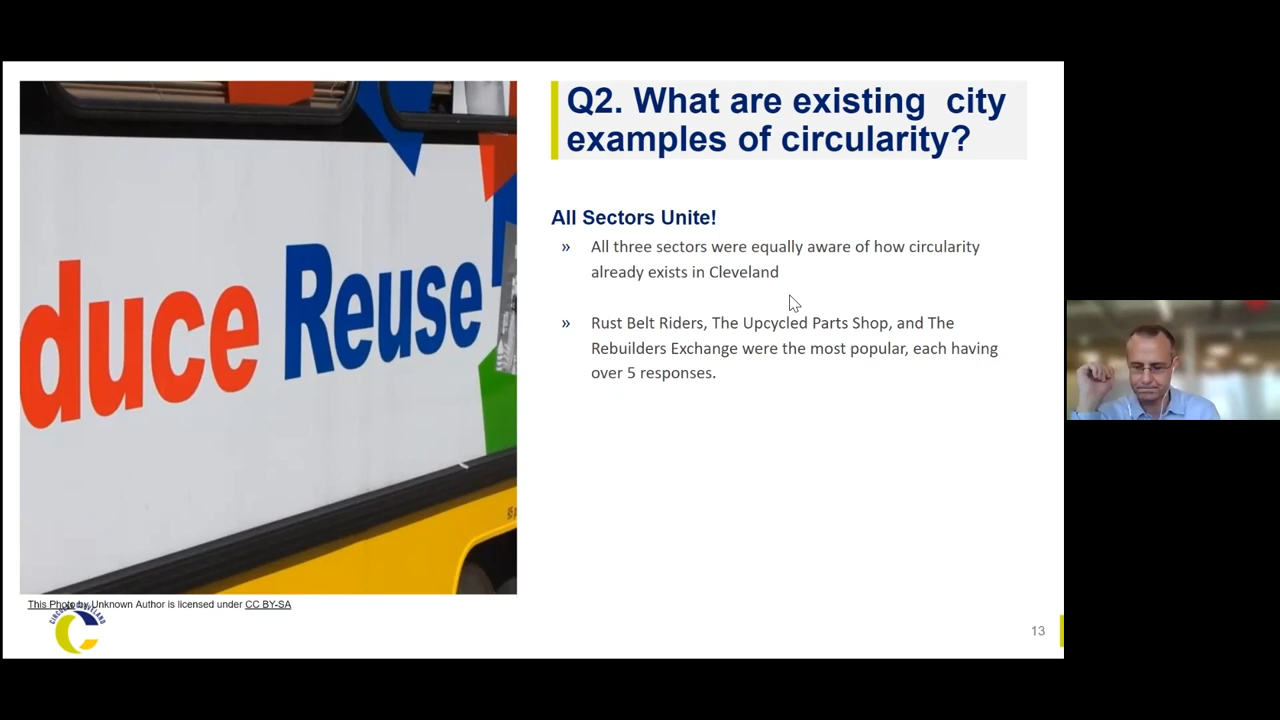 duce Reuse
Q2. What are existing  city
examples of circularity?
All Sectors Unite!
» All three sectors were equally aware of how circularity
already exists in Cleveland
» Rust Belt Riders, The Upcycled Parts Shop, and The
Rebuilders Exchange were the most popular, each having
over 5 responses.
This Photo by Unknown Author is licensed under CC BY-SA
CIRCULAR CLEVELAND
13